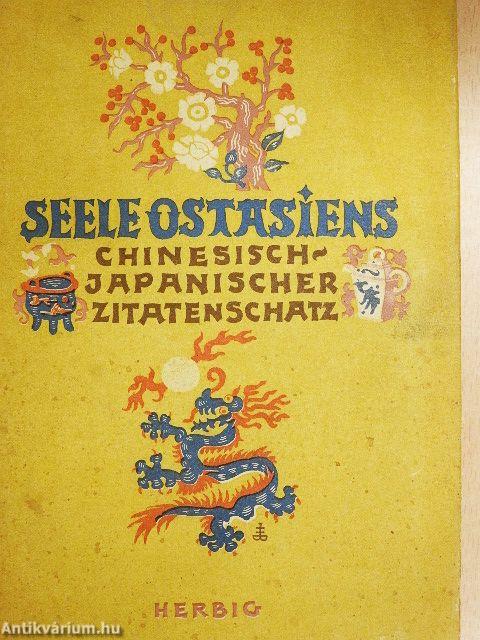 SEELE OSTASIENS
CHINESISCH-
JAPANISCHER
ZITATENSCHATZ
HERBIG
Antikvárium.hu